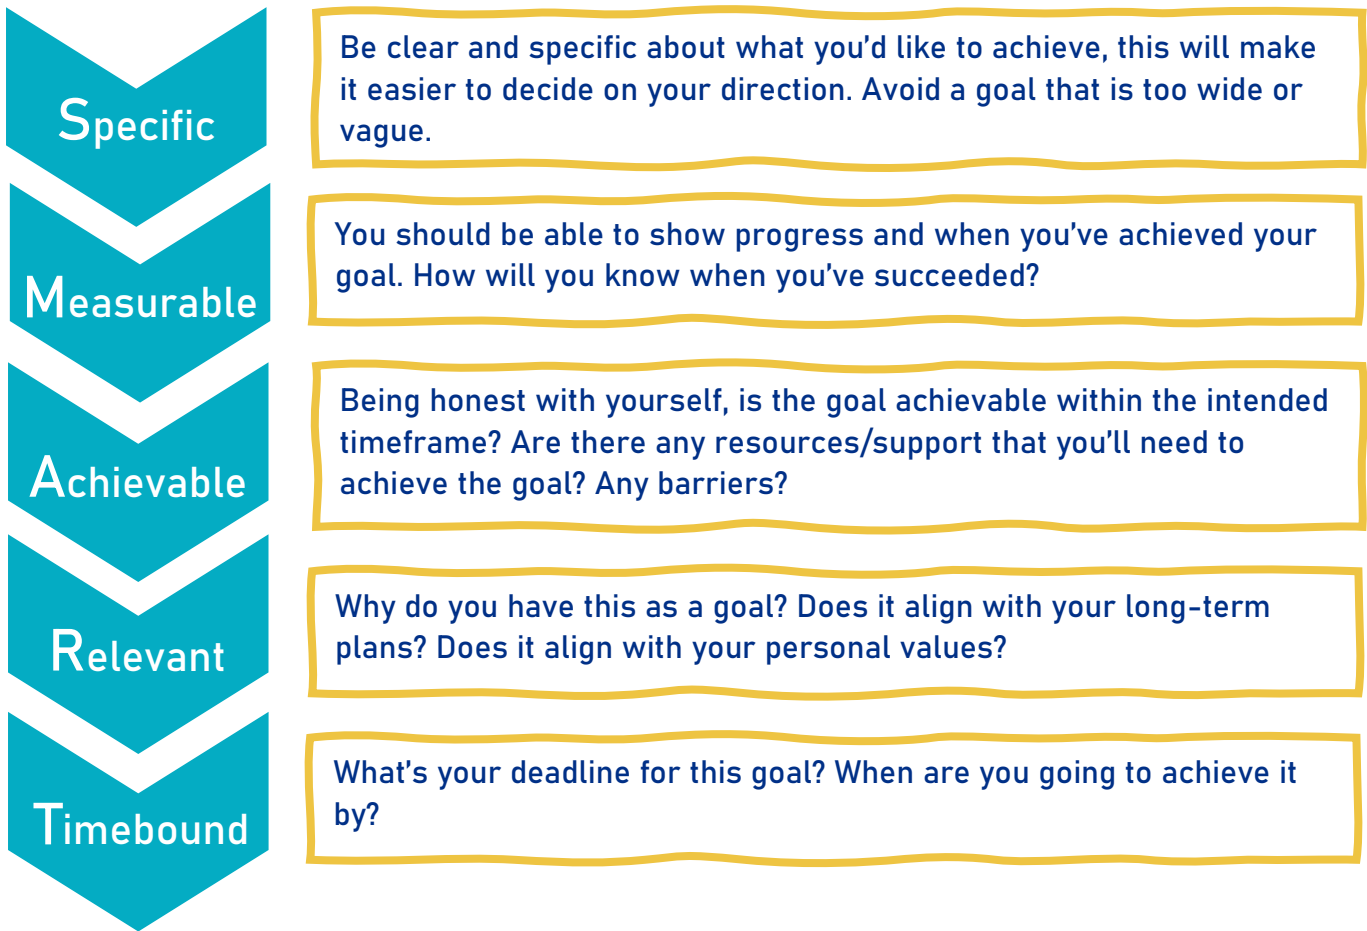 Specific
Be clear and specific about what you'd like to achieve, this will make
it easier to decide on your direction. Avoid a goal that is too wide or
vague.
Measurable
You should be able to show progress and when you've achieved your
goal. How will you know when you've succeeded?
Achievable
Being honest with yourself, is the goal achievable within the intended
timeframe? Are there any resources/support that you'll need to
achieve the goal? Any barriers?
Relevant
Why do you have this as a goal? Does it align with your long-term
plans? Does it align with your personal values?
Timebound
What's your deadline for this goal? When are you going to achieve it
by?